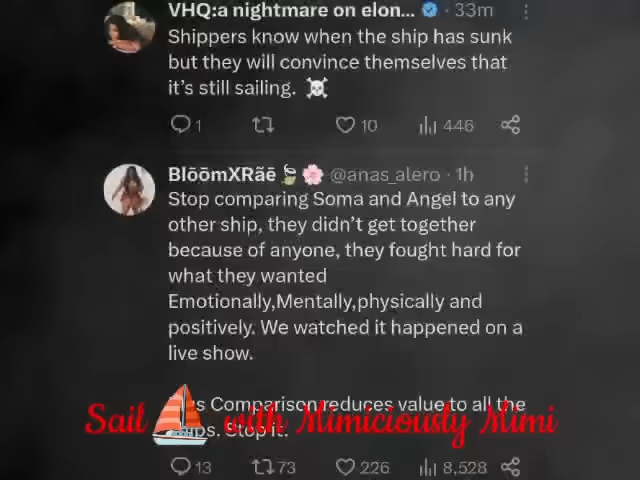 VHQ:a nightmare on elon... · 33m
Shippers know when the ship has sunk
but they will convince themselves that
it's still sailing. ☠️
1 10 446
BlōōmXRãē🍃🌸 @anas_alero · 1h
Stop comparing Soma and Angel to any
other ship, they didn't get together
because of anyone, they fought hard for
what they wanted
Emotionally,Mentally,physically and
positively. We watched it happened on a
live show.
Comparison reduces value to all the
Stop it.
Sail ⛵ with Mimiciously Mimi
13 73 226 8,528